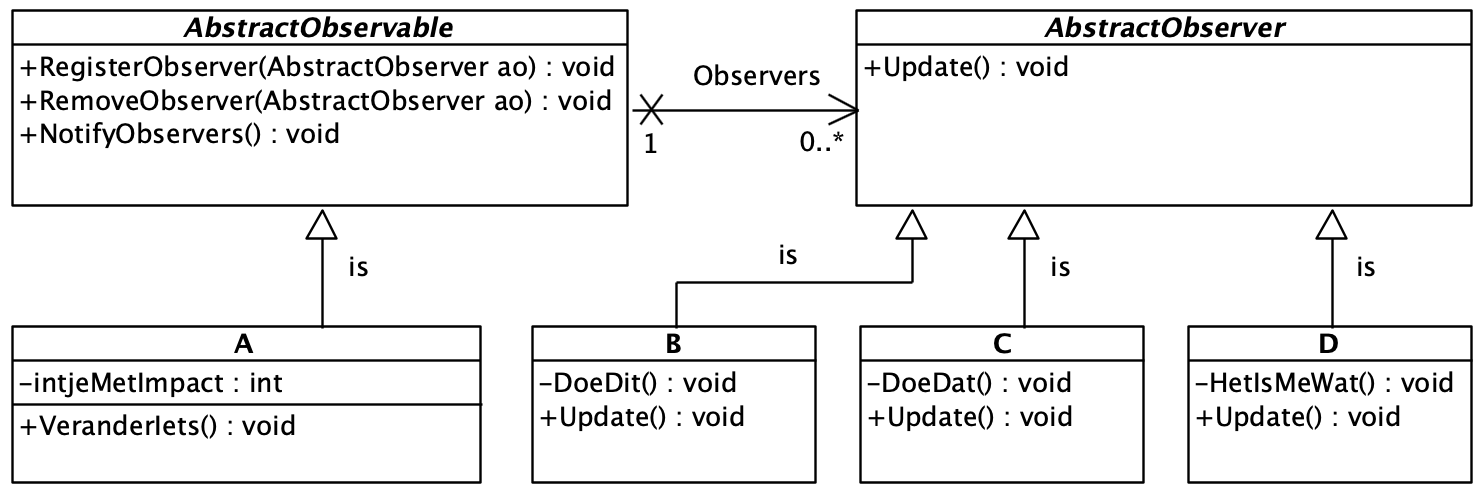 AbstractObservable
+RegisterObserver(AbstractObserver ao) : void
+RemoveObserver(AbstractObserver ao) : void
+NotifyObservers() : void
Observers
1
0..*
AbstractObserver
+Update() : void
is
is
is
is
A
-intjeMetImpact : int
+VeranderIets() : void
B
-DoeDit() : void
+Update() : void
C
-DoeDat() : void
+Update() : void
D
-HetIsMeWat() : void
+Update() : void